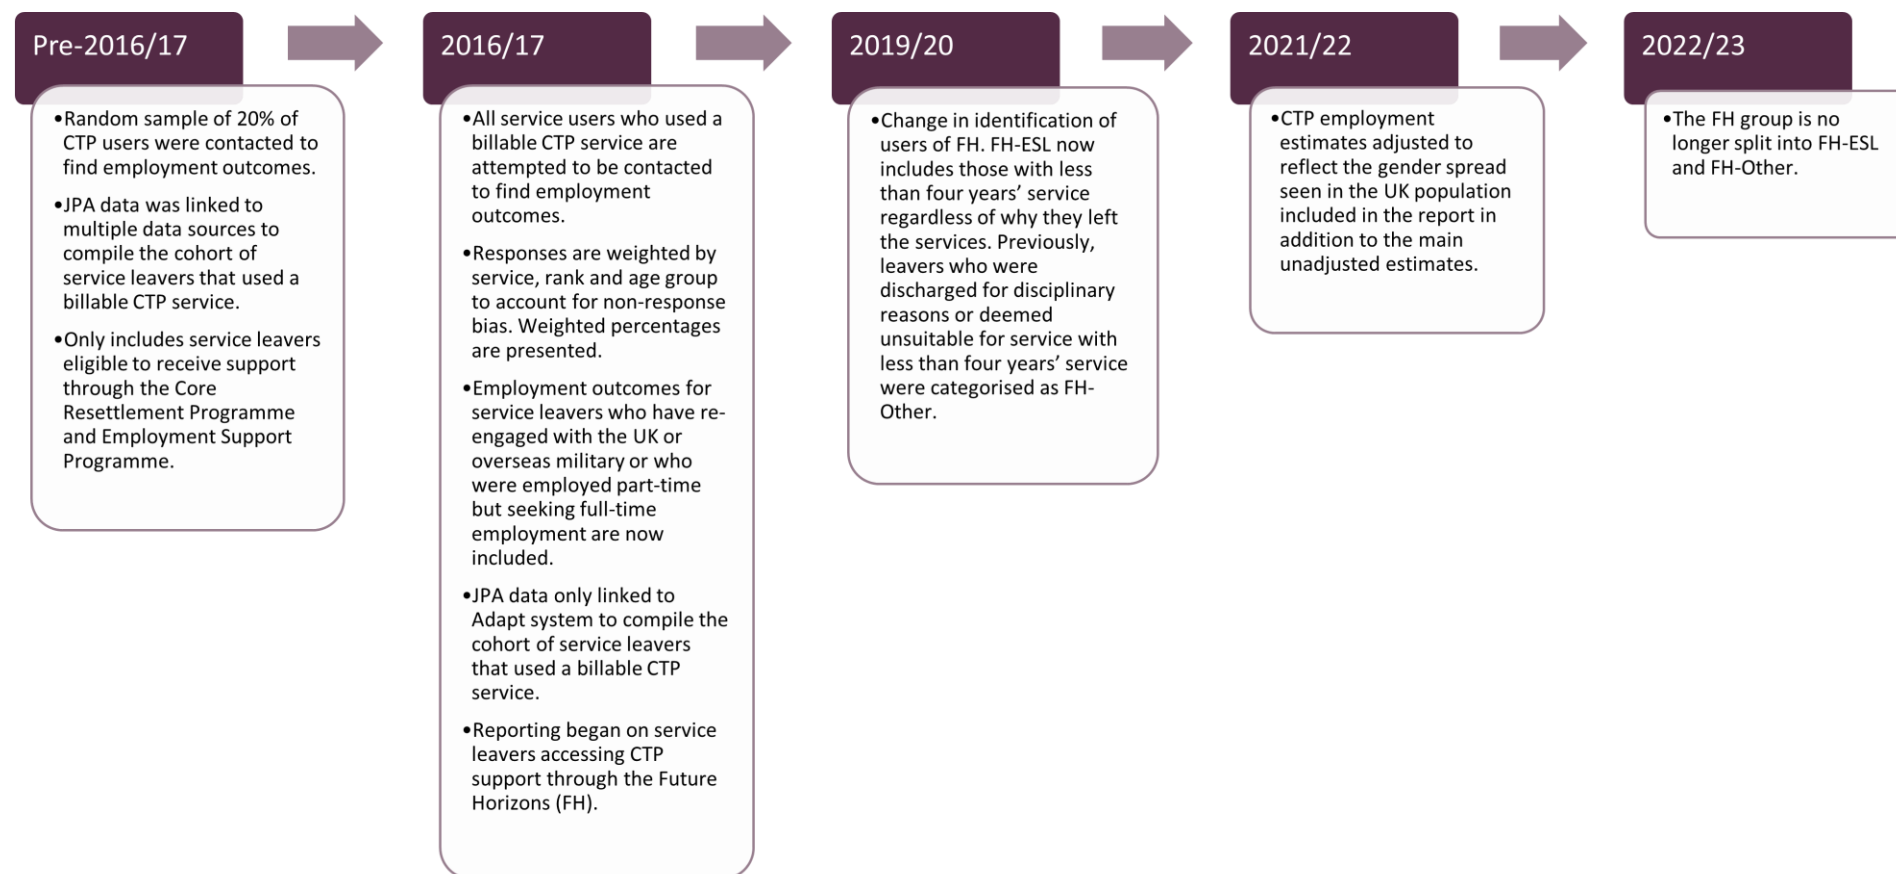 Pre-2016/17
•Random sample of 20% of
CTP users were contacted to
find employment outcomes.
•JPA data was linked to
multiple data sources to
compile the cohort of
service leavers that used a
billable CTP service.
•Only includes service leavers
eligible to receive support
through the Core
Resettlement Programme
and Employment Support
Programme.
2016/17
•All service users who used a
billable CTP service are
attempted to be contacted
to find employment
outcomes.
•Responses are weighted by
service, rank and age group
to account for non-response
bias. Weighted percentages
are presented.
•Employment outcomes for
service leavers who have re-
engaged with the UK or
overseas military or who
were employed part-time
but seeking full-time
employment are now
included.
•JPA data only linked to
Adapt system to compile the
cohort of service leavers
that used a billable CTP
service.
•Reporting began on service
leavers accessing CTP
support through the Future
Horizons (FH).
2019/20
•Change in identification of
users of FH. FH-ESL now
includes those with less
than four years’ service
regardless of why they left
the services. Previously,
leavers who were
discharged for disciplinary
reasons or deemed
unsuitable for service with
less than four years’ service
were categorised as FH-
Other.
2021/22
•CTP employment
estimates adjusted to
reflect the gender spread
seen in the UK population
included in the report in
addition to the main
unadjusted estimates.
2022/23
•The FH group is no
longer split into FH-ESL
and FH-Other.